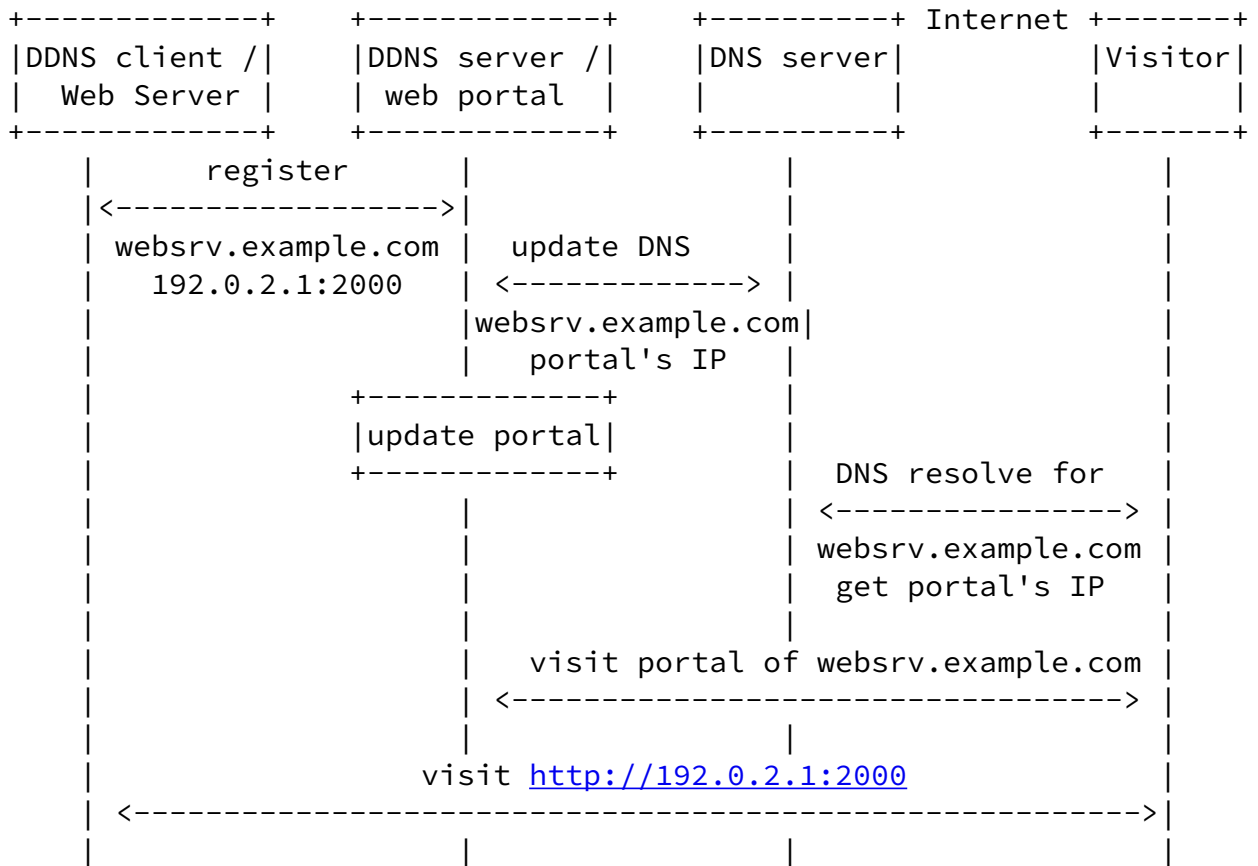 +-------------+    +-------------+    +----------+ Internet +-------+
|DDNS client /|    |DDNS server /|    |DNS server|          |Visitor|
|  Web Server |    | web portal  |    |          |          |       |
+-------------+    +-------------+    +----------+          +-------+
    |      register       |                 |                    |
    |<------------------->|                 |                    |
    | websrv.example.com  |   update DNS    |                    |
    |   192.0.2.1:2000    | <-------------> |                    |
    |                     |websrv.example.com|                   |
    |                     |   portal's IP   |                    |
    |              +-------------+          |                    |
    |              |update portal|          |                    |
    |              +-------------+          |  DNS resolve for   |
    |                     |                 | <----------------> |
    |                     |                 | websrv.example.com |
    |                     |                 |  get portal's IP   |
    |                     |                 |                    |
    |                     |   visit portal of websrv.example.com |
    |                     | <----------------------------------> |
    |                     |                 |                    |
    |                  visit http://192.0.2.1:2000               |
    | <--------------------------------------------------------->|
    |                     |                 |                    |